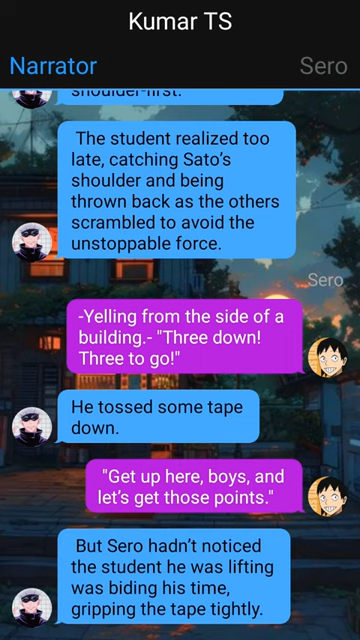 Kumar TS
Narrator
Sero
shoulder-first.
The student realized too
late, catching Sato’s
shoulder and being
thrown back as the others
scrambled to avoid the
unstoppable force.
Sero
-Yelling from the side of a
building.- "Three down!
Three to go!"
He tossed some tape
down.
"Get up here, boys, and
let’s get those points."
But Sero hadn’t noticed
the student he was lifting
was biding his time,
gripping the tape tightly.